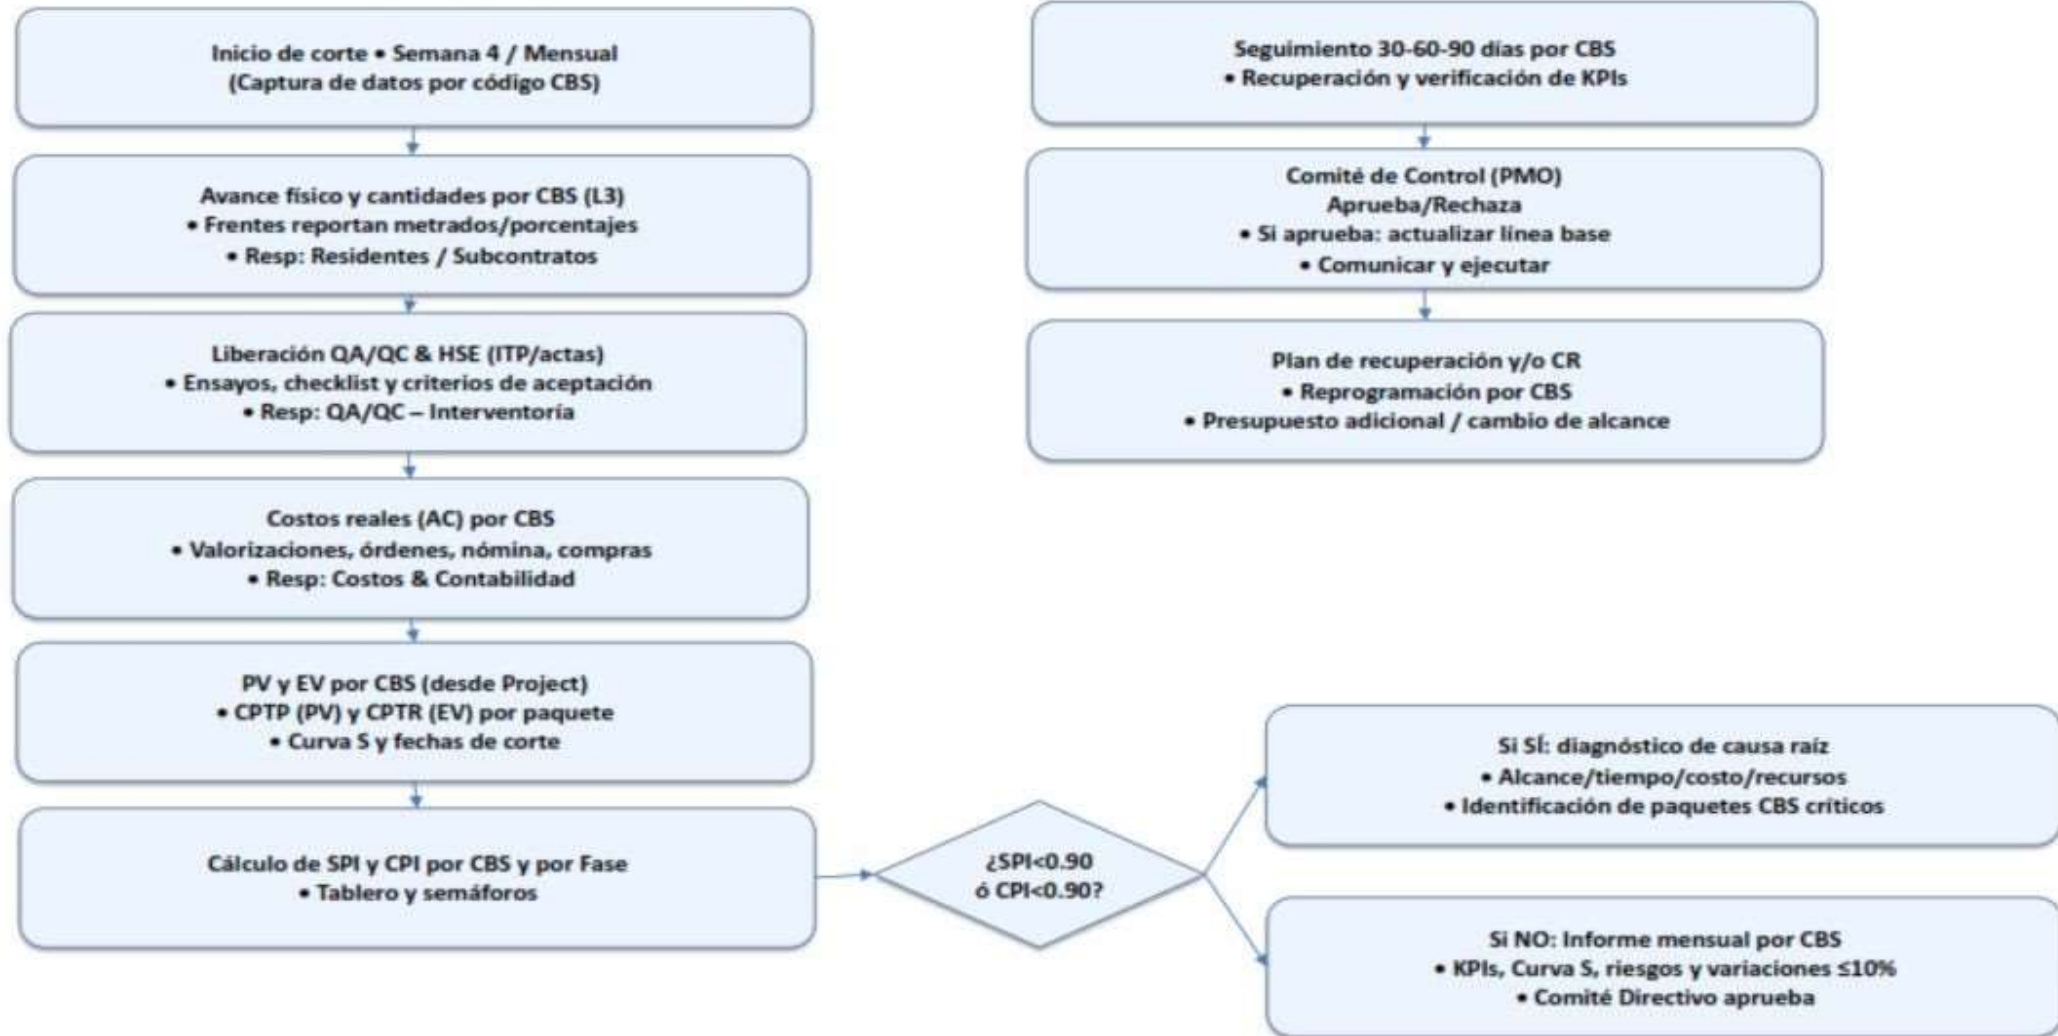 Inicio de corte • Semana 4 / Mensual
(Captura de datos por código CBS)
Avance físico y cantidades por CBS (L3)
• Frentes reportan metrados/porcentajes
• Resp: Residentes / Subcontratos
Liberación QA/QC & HSE (ITP/actas)
• Ensayos, checklist y criterios de aceptación
• Resp: QA/QC – Interventoría
Costos reales (AC) por CBS
• Valorizaciones, órdenes, nómina, compras
• Resp: Costos & Contabilidad
PV y EV por CBS (desde Project)
• CPTP (PV) y CPTR (EV) por paquete
• Curva S y fechas de corte
Cálculo de SPI y CPI por CBS y por Fase
• Tablero y semáforos
¿SPI<0.90
ó CPI<0.90?
Si SÍ: diagnóstico de causa raíz
• Alcance/tiempo/costo/recursos
• Identificación de paquetes CBS críticos
Si NO: Informe mensual por CBS
• KPIs, Curva S, riesgos y variaciones ≤10%
• Comité Directivo aprueba
Seguimiento 30-60-90 días por CBS
• Recuperación y verificación de KPIs
Comité de Control (PMO)
Aprueba/Rechaza
• Si aprueba: actualizar línea base
• Comunicar y ejecutar
Plan de recuperación y/o CR
• Reprogramación por CBS
• Presupuesto adicional / cambio de alcance